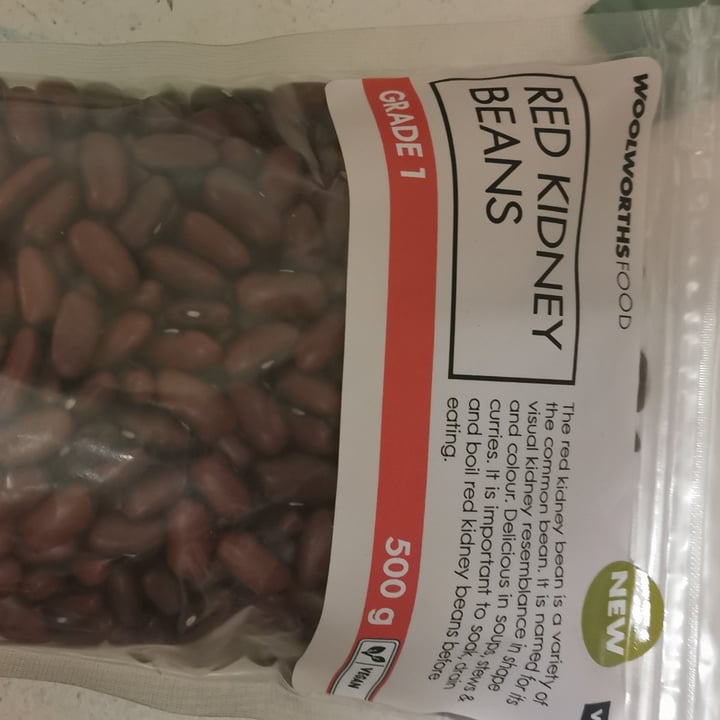 WOOLWORTHS FOOD
RED KIDNEY
BEANS
The red kidney bean is a variety of
the common bean. It is named for its
visual kidney resemblance in shape
and colour. Delicious in soups, stews &
curries. It is important to soak, drain
and boil red kidney beans before
eating.
NEW
GRADE 1
500 g
VEGAN